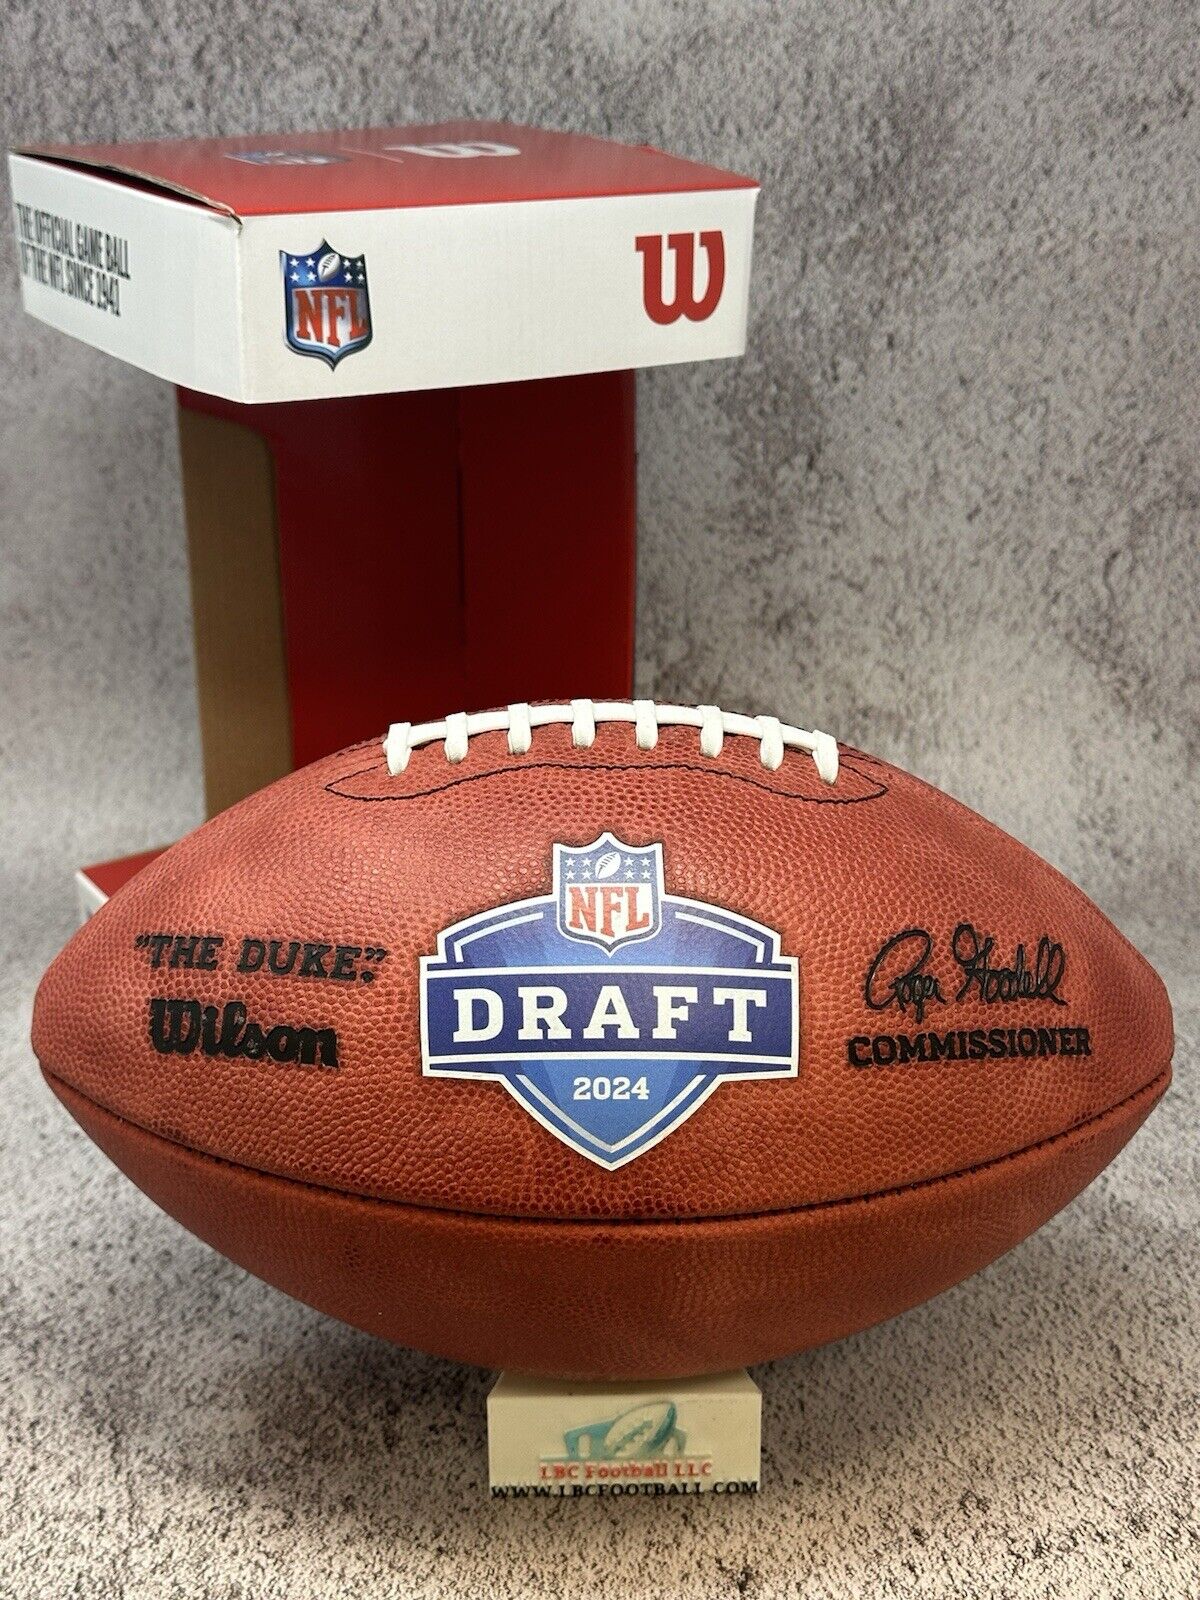 THE OFFICIAL GAME BALL
OF THE NFL SINCE 1941
NFL
W
NFL
"THE DUKE".
Wilson
DRAFT
2024
Roger Goodell
COMMISSIONER
LBC Football LLC
WWW.LBCFOOTBALL.COM